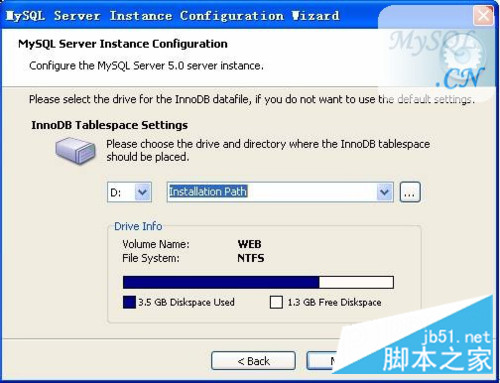 MySQL Server Instance Configuration Wizard
MySQL Server Instance Configuration
Configure the MySQL Server 5.0 server instance.
MySQL
.CN
Please select the drive for the InnoDB datafile, if you do not want to use the default settings.
InnoDB Tablespace Settings
Please choose the drive and directory where the InnoDB tablespace
should be placed.
D: Installation Path ...
Drive Info
Volume Name: WEB
File System: NTFS
3.5 GB Diskspace Used 1.3 GB Free Diskspace
< Back
jb51.net
脚本之家